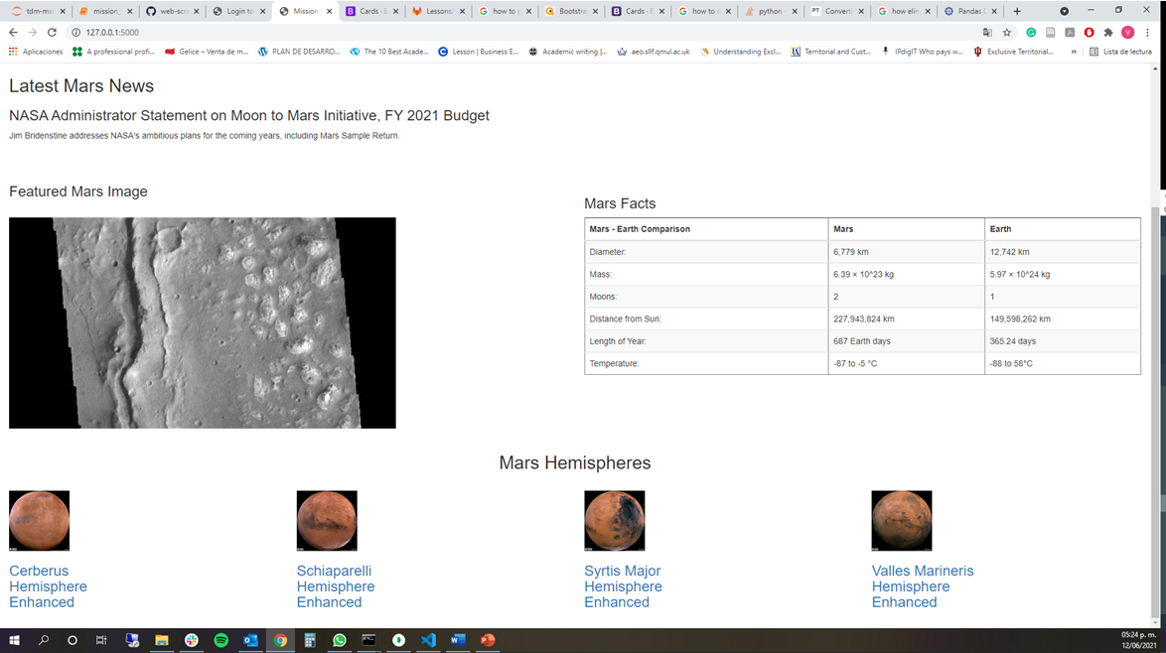 tdm-mi
mission_
web-scr
Login to
Mission
Cards · E
Lessons
how to
Bootstra
Cards · E
how to
python -
Convert
how elin
Pandas
127.0.0.1:5000
Aplicaciones
A professional profi...
Gelice – Venta de m...
PLAN DE DESARRO...
The 10 Best Acade...
Lesson | Business E...
Academic writing |...
aeo.sllf.qmul.ac.uk
Understanding Excl...
Territorial and Cust...
IPdigIT Who pays w...
Exclusive Territorial...
»
Lista de lectura
Latest Mars News
NASA Administrator Statement on Moon to Mars Initiative, FY 2021 Budget
Jim Bridenstine addresses NASA's ambitious plans for the coming years, including Mars Sample Return.
Featured Mars Image
Mars Facts
Mars - Earth Comparison Mars Earth
Diameter: 6,779 km 12,742 km
Mass: 6.39 × 10^23 kg 5.97 × 10^24 kg
Moons: 2 1
Distance from Sun: 227,943,824 km 149,598,262 km
Length of Year: 687 Earth days 365.24 days
Temperature: -87 to -5 °C -88 to 58°C
Mars Hemispheres
Cerberus
Hemisphere
Enhanced
Schiaparelli
Hemisphere
Enhanced
Syrtis Major
Hemisphere
Enhanced
Valles Marineris
Hemisphere
Enhanced
05:24 p. m.
12/06/2021